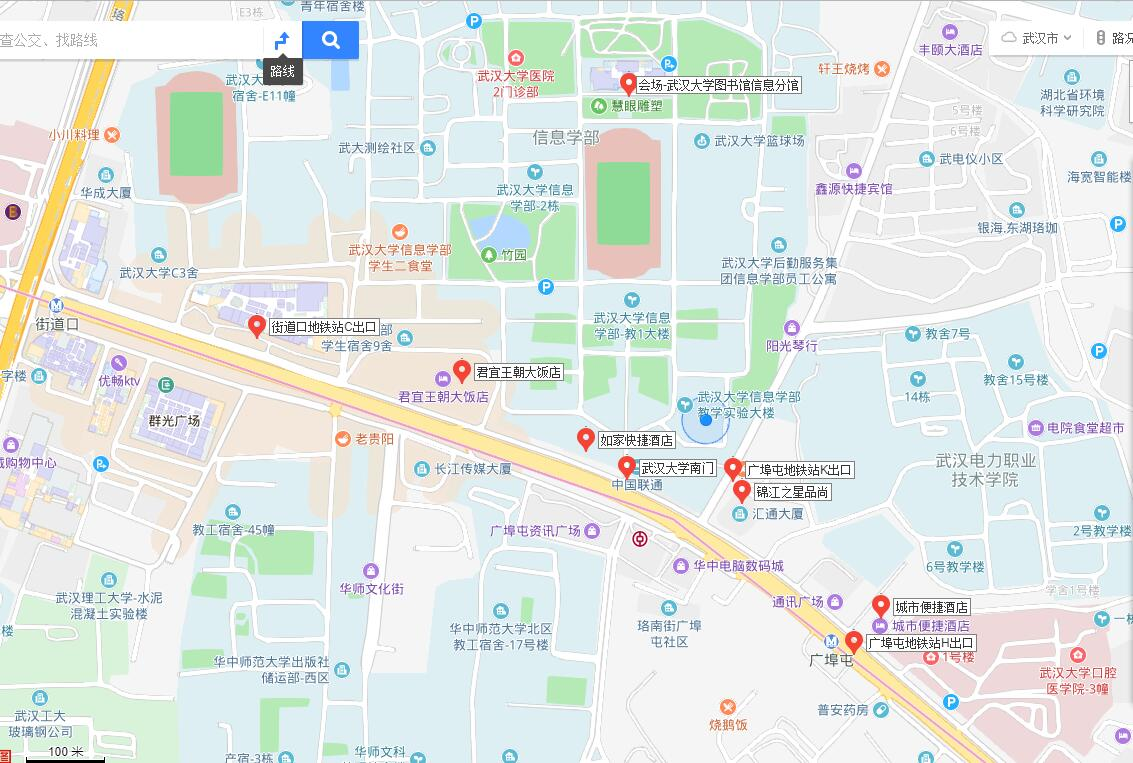 E3栋
青年宿舍楼
珞
查公交、找路线
路线
武汉市
路况
丰颐大酒店
武汉大学医院
2门诊部
会场-武汉大学图书馆信息分馆
慧眼雕塑
轩王烧烤
湖北省环境
科学研究院
武汉大
宿舍-E11幢
小川料理
信息学部
武大测绘社区
武汉大学篮球场
5号楼
6号楼
武电仪小区
海宽智能楼
华成大厦
武汉大学信息
学部-2栋
鑫源快捷宾馆
银海.东湖珞珈
武汉大学信息学部
学生二食堂
竹园
武汉大学C3舍
武汉大学后勤服务集
团信息学部员工公寓
街道口
街道口地铁站C出口
部
学生宿舍9舍
武汉大学信息
学部-教1大楼
阳光琴行
教舍7号
字楼
优畅ktv
君宜王朝大饭店
君宜王朝大饭店
武汉大学信息学部
教学实验大楼
14栋
教舍15号楼
群光广场
老贵阳
如家快捷酒店
电院食堂超市
购物中心
长江传媒大厦
武汉大学南门
中国联通
广埠屯地铁站K出口
锦江之星品尚
武汉电力职业
技术学院
汇通大厦
教工宿舍-45幢
广埠屯资讯广场
2号教学楼
6号教学楼
华中电脑数码城
华师文化街
学舍1号楼
武汉理工大学-水泥
混凝土实验楼
通讯广场
城市便捷酒店
城市便捷酒店
华中师范大学北区
教工宿舍-17号楼
珞南街广埠
屯社区
楼
一栋
广埠屯地铁站H出口
广埠屯
1号楼
华中师范大学出版社
储运部-西区
武汉大学口腔
医学院-3幢
武汉工大
玻璃钢公司
烧鹅饭
普安药房
100 米
产宿-3栋
华师文科